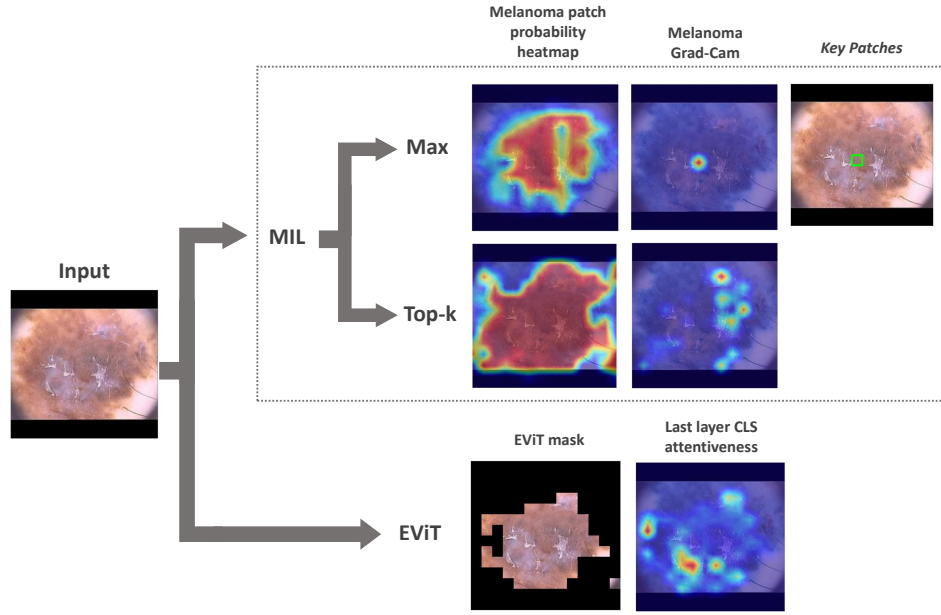 Melanoma patch
probability
heatmap
Melanoma
Grad-Cam
Key Patches
Max
MIL
Input
Top-k
EViT mask
Last layer CLS
attentiveness
EViT